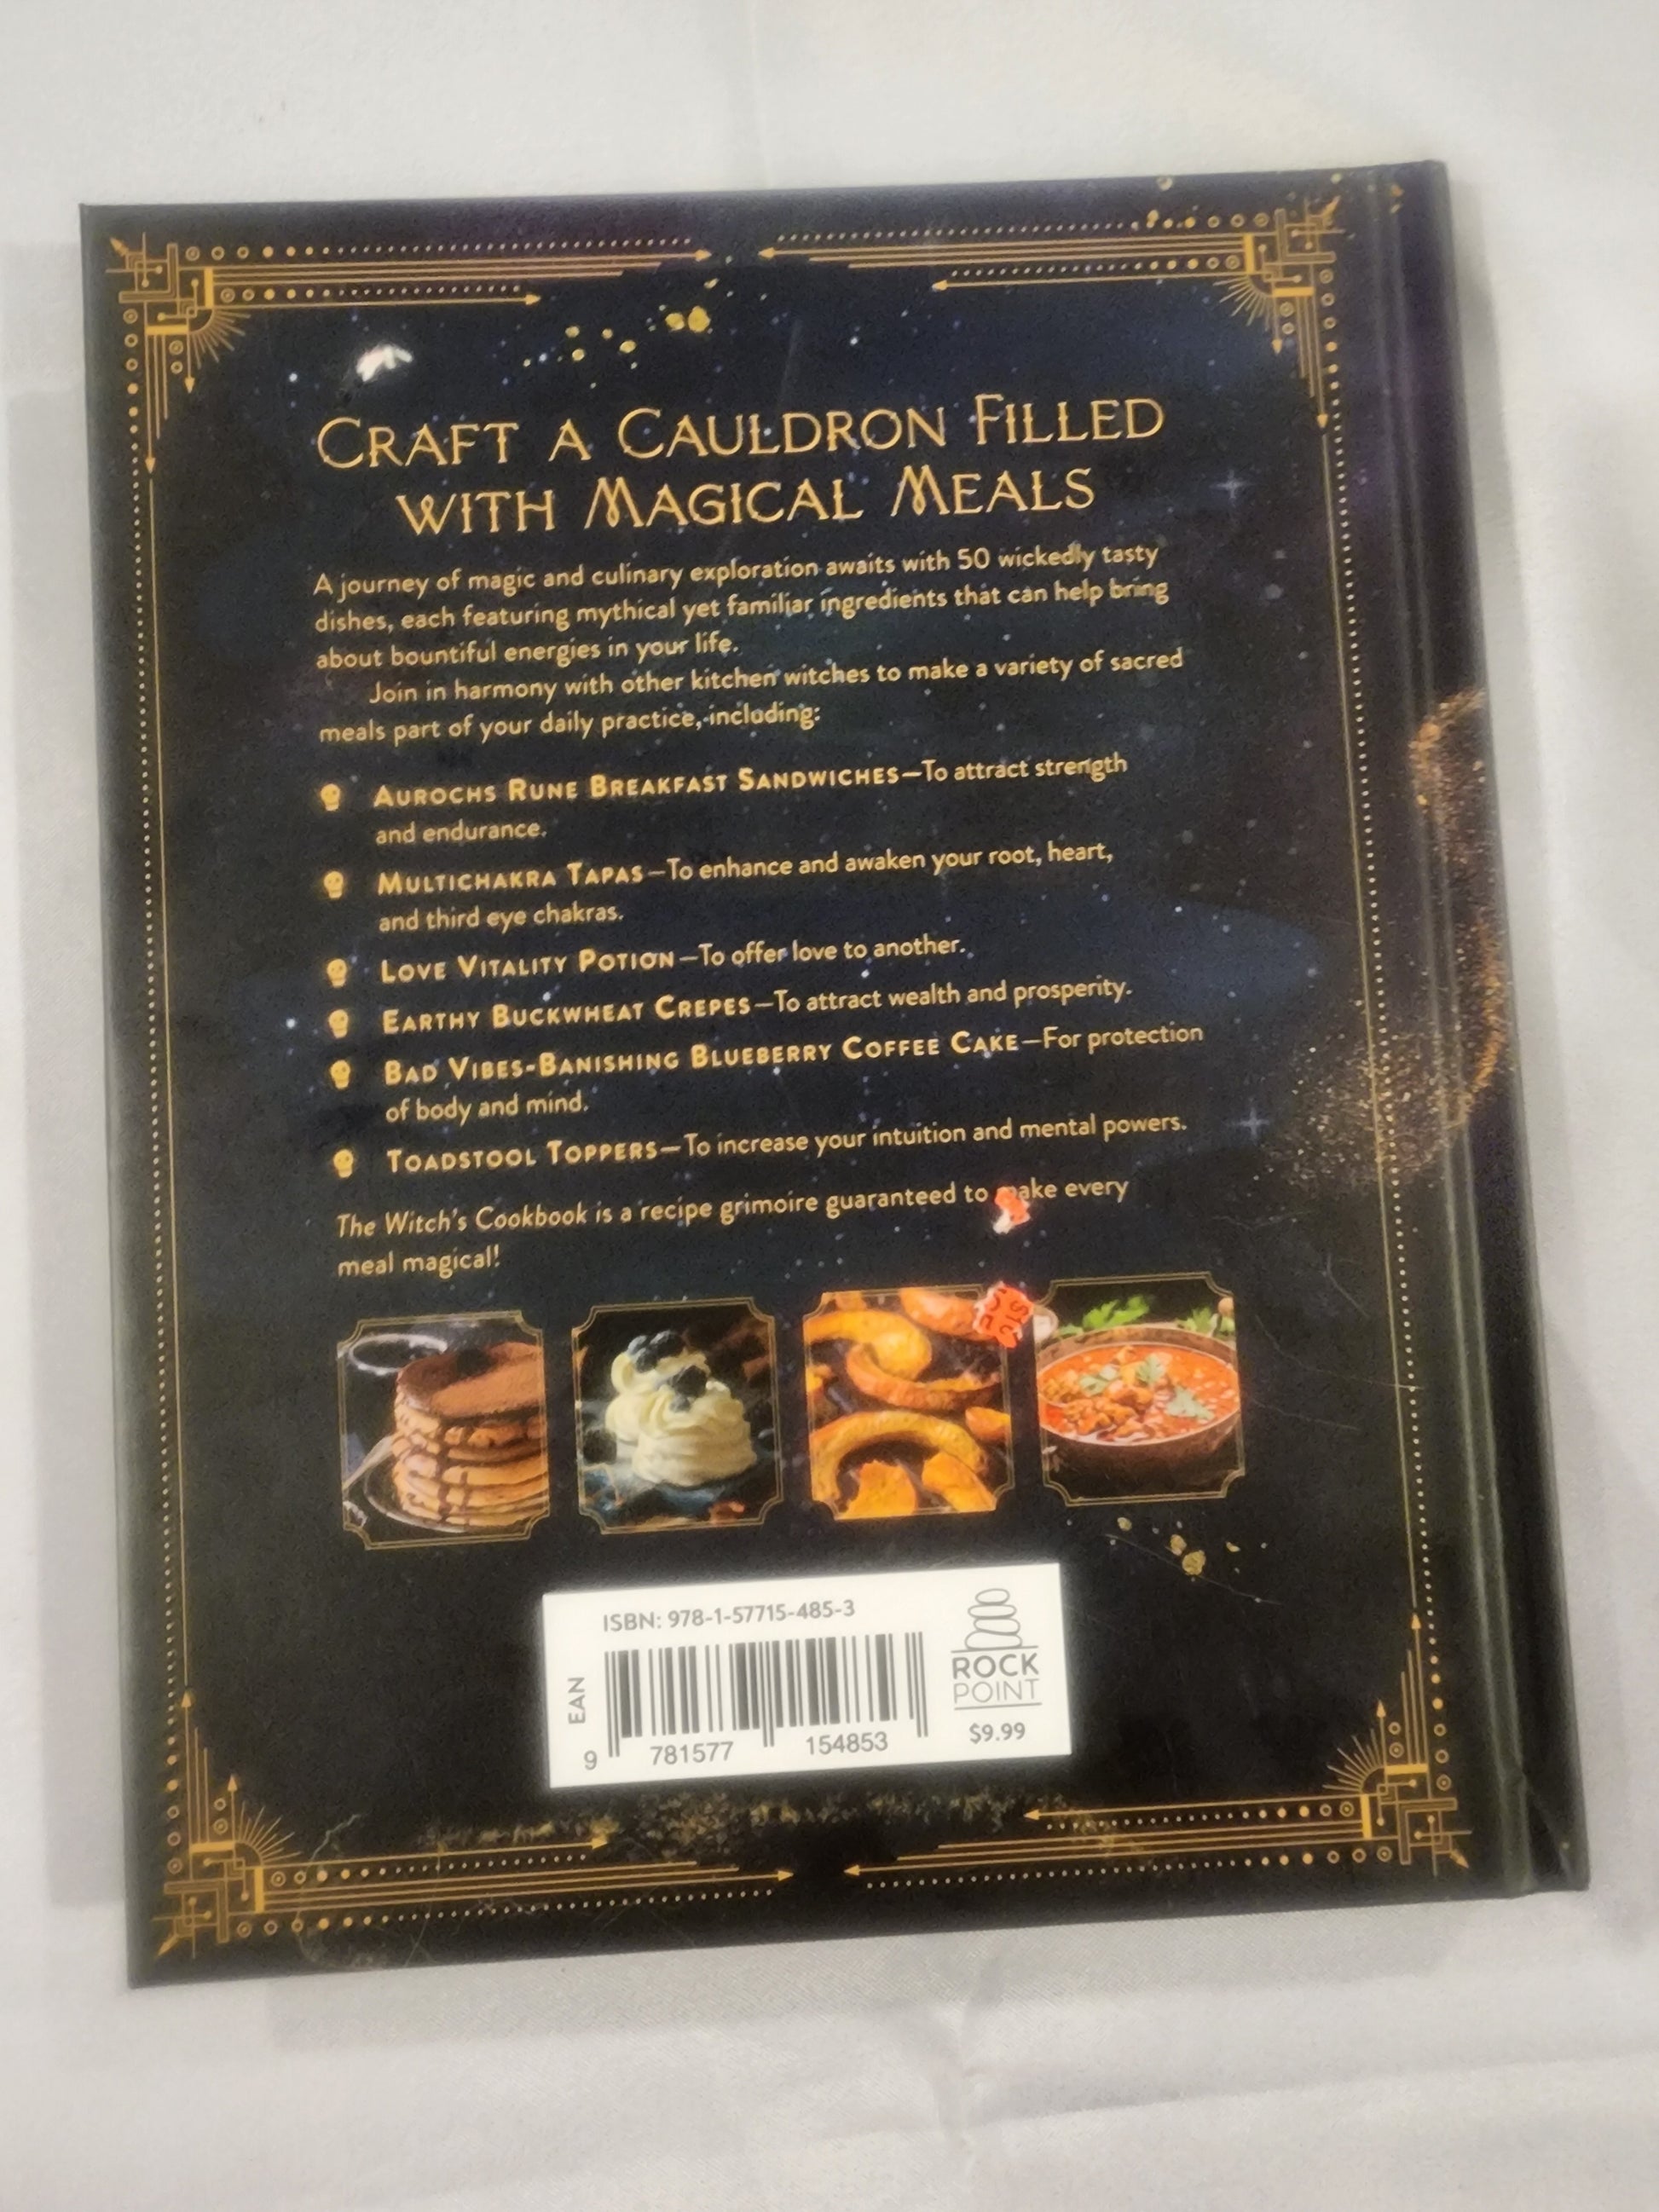 CRAFT A CAULDRON FILLED
WITH MAGICAL MEALS
A journey of magic and culinary exploration awaits with 50 wickedly tasty
dishes, each featuring mythical yet familiar ingredients that can help bring
about bountiful energies in your life.
Join in harmony with other kitchen witches to make a variety of sacred
meals part of your daily practice, including:
AUROCHS RUNE BREAKFAST SANDWICHES—To attract strength
and endurance.
MULTICHAKRA TAPAS—To enhance and awaken your root, heart,
and third eye chakras.
LOVE VITALITY POTION—To offer love to another.
EARTHY BUCKWHEAT CREPES—To attract wealth and prosperity.
BAD VIBES-BANISHING BLUEBERRY COFFEE CAKE—For protection
of body and mind.
TOADSTOOL TOPPERS—To increase your intuition and mental powers.
The Witch's Cookbook is a recipe grimoire guaranteed to make every
meal magical!
ISBN: 978-1-57715-485-3
EAN
9 781577 154853
ROCK
POINT
$9.99